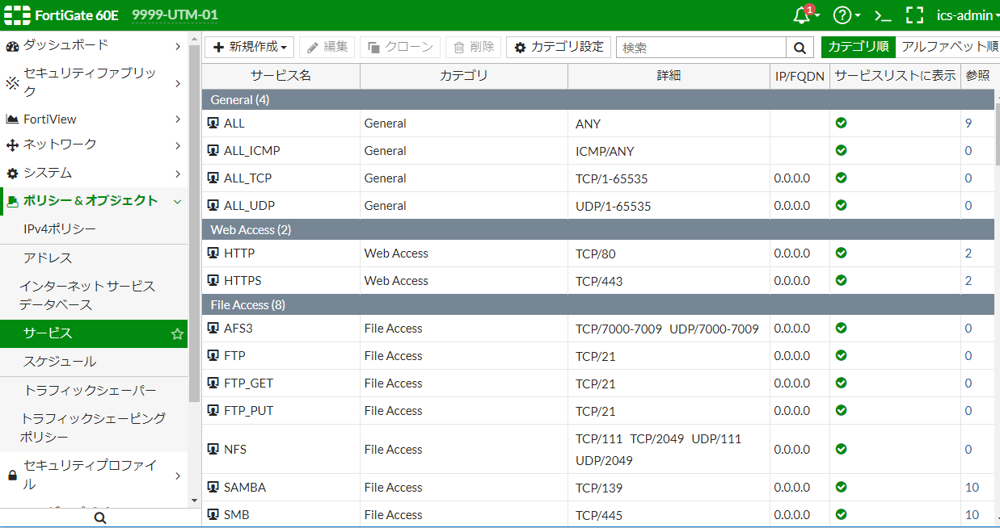 FortiGate 60E 9999-UTM-01 1 ics-admin
ダッシュボード
セキュリティファブリッ
ク
FortiView
ネットワーク
システム
ポリシー & オブジェクト
IPv4ポリシー
アドレス
インターネット サービス
データベース
サービス
スケジュール
トラフィックシェーパー
トラフィックシェーピング
ポリシー
セキュリティプロファイ
ル
新規作成 編集 クローン 削除 カテゴリ設定 検索 カテゴリ順 アルファベット順
サービス名 カテゴリ 詳細 IP/FQDN サービスリストに表示 参照
General (4)
ALL General ANY 9
ALL_ICMP General ICMP/ANY 0
ALL_TCP General TCP/1-65535 0.0.0.0 0
ALL_UDP General UDP/1-65535 0.0.0.0 0
Web Access (2)
HTTP Web Access TCP/80 0.0.0.0 2
HTTPS Web Access TCP/443 0.0.0.0 2
File Access (8)
AFS3 File Access TCP/7000-7009 UDP/7000-7009 0.0.0.0 0
FTP File Access TCP/21 0.0.0.0 0
FTP_GET File Access TCP/21 0.0.0.0 0
FTP_PUT File Access TCP/21 0.0.0.0 0
NFS File Access TCP/111 TCP/2049 UDP/111 0.0.0.0 0
UDP/2049
SAMBA File Access TCP/139 0.0.0.0 10
SMB File Access TCP/445 0.0.0.0 10